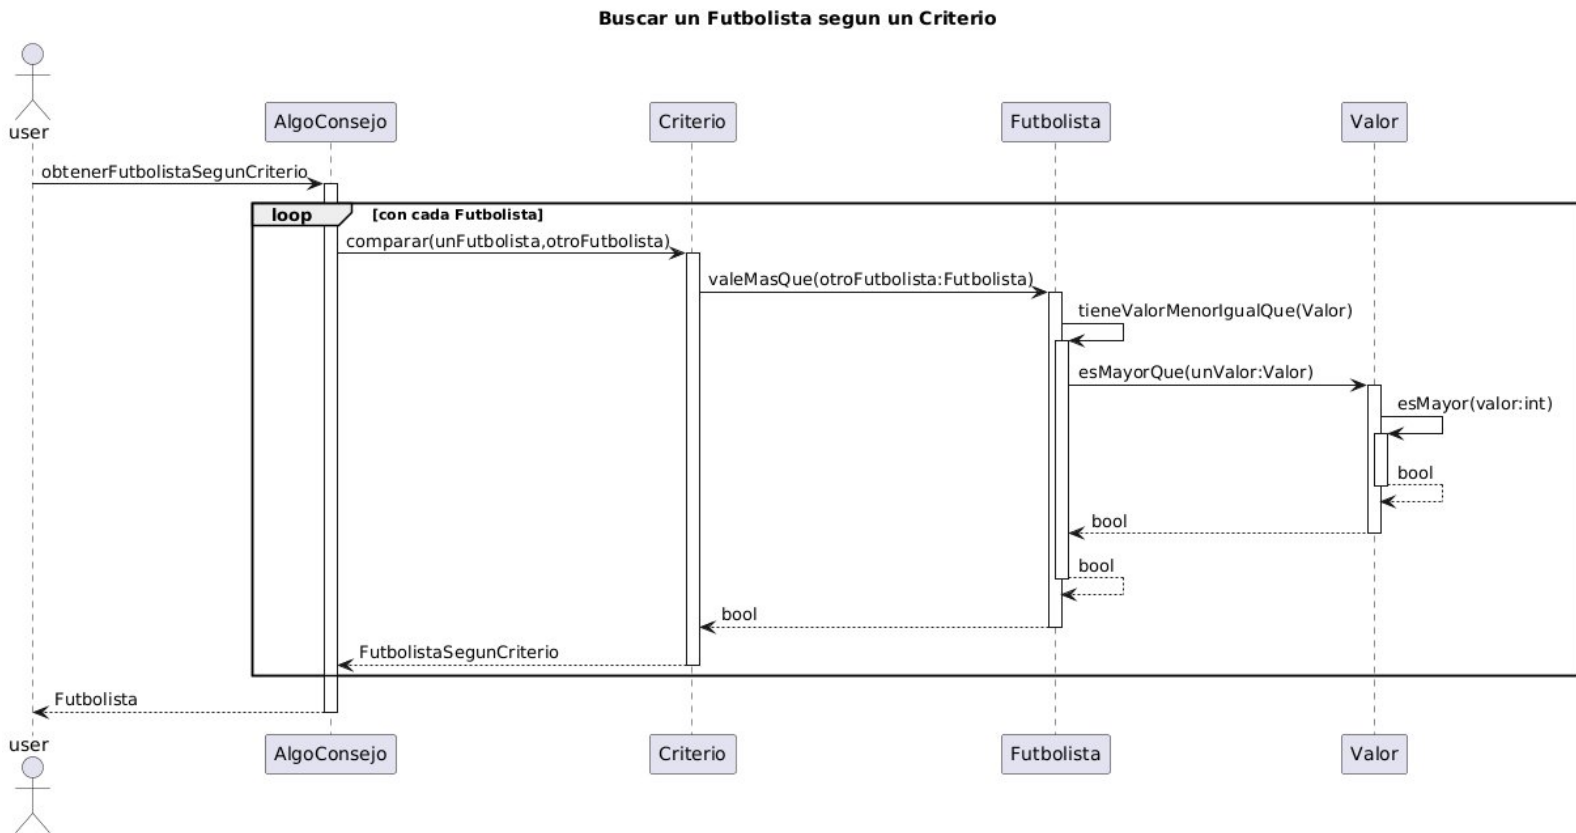 Buscar un Futbolista segun un Criterio
user
AlgoConsejo
Criterio
Futbolista
Valor
obtenerFutbolistaSegunCriterio
loop
[con cada Futbolista]
comparar(unFutbolista,otroFutbolista)
valeMasQue(otroFutbolista:Futbolista)
tieneValorMenorIgualQue(Valor)
esMayorQue(unValor:Valor)
esMayor(valor:int)
bool
bool
bool
bool
FutbolistaSegunCriterio
Futbolista
user
AlgoConsejo
Criterio
Futbolista
Valor